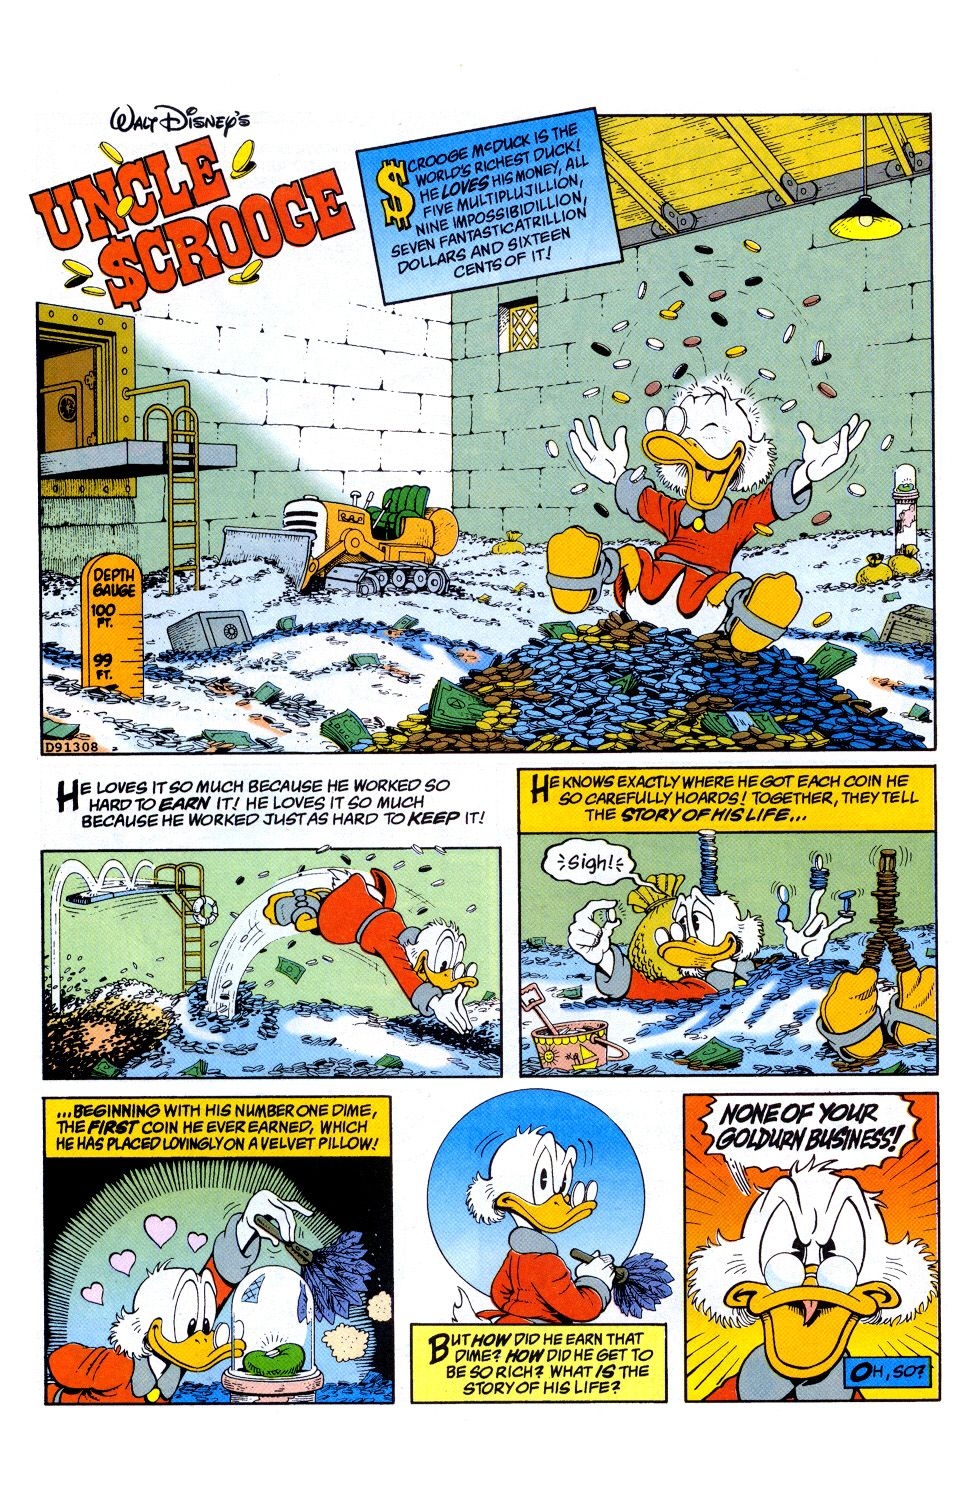 WALT DISNEY'S
UNCLE
$CROOGE
$CROOGE McDUCK IS THE
WORLD'S RICHEST DUCK!
HE LOVES HIS MONEY, ALL
FIVE MULTIPLUJILLION,
NINE IMPOSSIBIDILLION,
SEVEN FANTASTICATRILLION
DOLLARS AND SIXTEEN
CENTS OF IT!
DEPTH
GAUGE
100
FT.
99
FT.
D91308
HE LOVES IT SO MUCH BECAUSE HE WORKED SO
HARD TO EARN IT! HE LOVES IT SO MUCH
BECAUSE HE WORKED JUST AS HARD TO KEEP IT!
HE KNOWS EXACTLY WHERE HE GOT EACH COIN HE
SO CAREFULLY HOARDS! TOGETHER, THEY TELL
THE STORY OF HIS LIFE...
Sigh!
...BEGINNING WITH HIS NUMBER ONE DIME,
THE FIRST COIN HE EVER EARNED, WHICH
HE HAS PLACED LOVINGLY ON A VELVET PILLOW!
BUT HOW DID HE EARN THAT
DIME? HOW DID HE GET TO
BE SO RICH? WHAT IS THE
STORY OF HIS LIFE?
NONE OF YOUR
GOLDURN BUSINESS!
OH, SO?